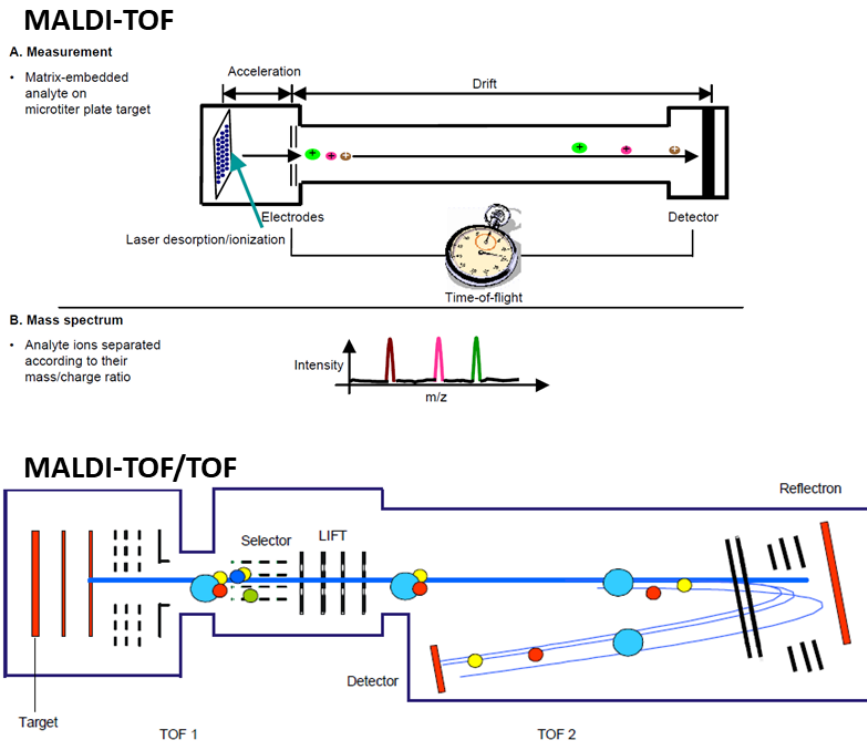 MALDI-TOF
A. Measurement
• Matrix-embedded
analyte on
microtiter plate target
Acceleration
Drift
Electrodes
Detector
Laser desorption/ionization
Time-of-flight
B. Mass spectrum
• Analyte ions separated
according to their
mass/charge ratio
Intensity
m/z
MALDI-TOF/TOF
Reflectron
Selector
LIFT
Detector
Target
TOF 1
TOF 2